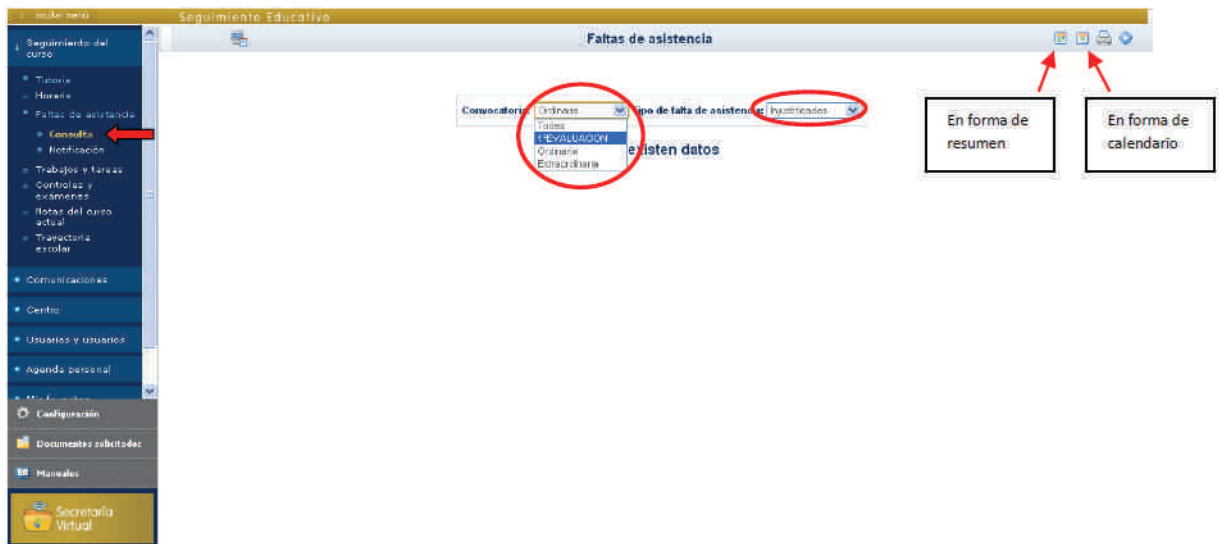 ocultar menú
Seguimiento Educativo
Seguimiento del
curso
Tutoría
Horario
Faltas de asistencia
Consulta
Notificación
Trabajos y tareas
Controles y
exámenes
Notas del curso
actual
Trayectoria
escolar
Comunicaciones
Centro
Usuarias y usuarios
Agenda personal
Configuración
Documentos solicitados
Manuales
Secretaría
Virtual
Faltas de asistencia
Convocatoria: Ordinaria Tipo de falta de asistencia: Injustificadas
Todas
1ªEVALUACIÓN
Ordinaria
Extraordinaria
existen datos
En forma de
resumen
En forma de
calendario